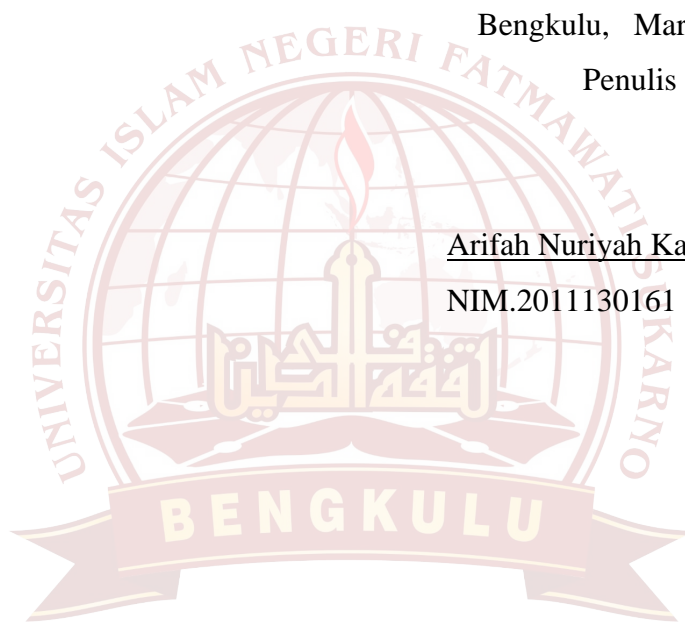 Bengkulu, Mar
Penulis
Arifah Nuriyah Ka
NIM.2011130161
UNIVERSITAS ISLAM NEGERI FATMAWATI SUKARNO
BENGKULU